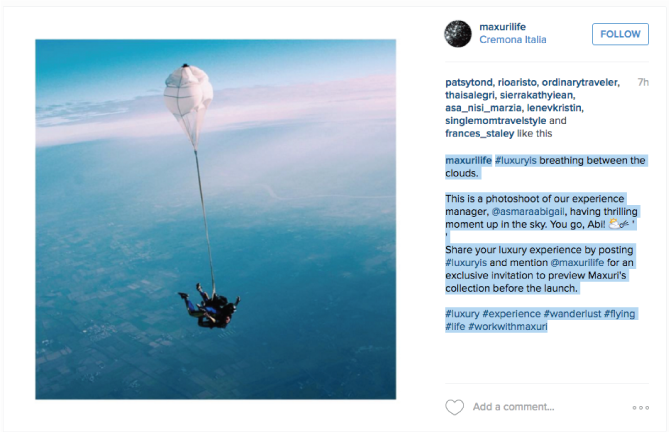 maxurilife
Cremona Italia
FOLLOW
patsytond, rioaristo, ordinarytraveler,
7h
thaisalegri, sierrakathyiean,
asa_nisi_marzia, lenevkristin,
singlemomtravelstyle and
frances_staley like this
maxurilife #luxuryis breathing between the
clouds.
This is a photoshoot of our experience
manager, @asmaraabigail, having thrilling
moment up in the sky. You go, Abi! ⛅️💸 '
'
Share your luxury experience by posting
#luxuryis and mention @maxurilife for an
exclusive invitation to preview Maxuri's
collection before the launch.
#luxury #experience #wanderlust #flying
#life #workwithmaxuri
Add a comment...